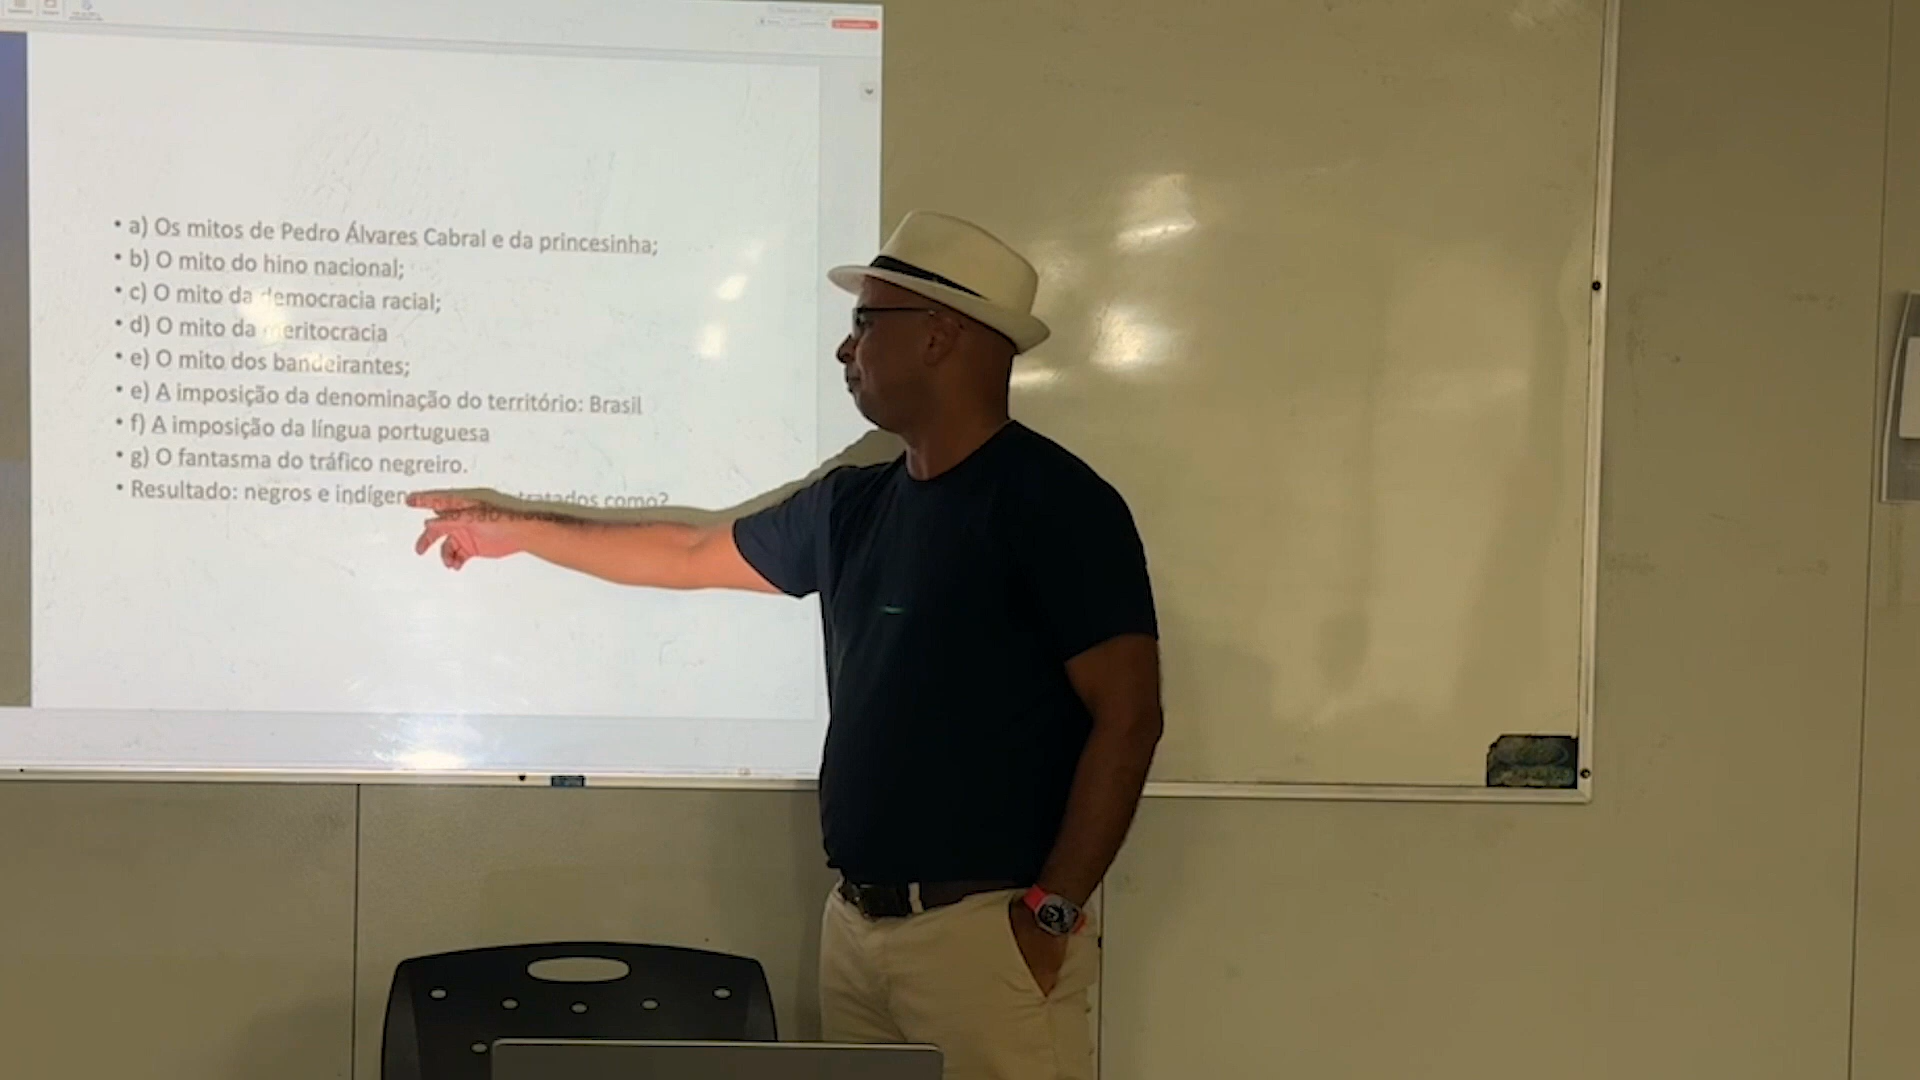 • a) Os mitos de Pedro Álvares Cabral e da princesinha;
• b) O mito do hino nacional;
• c) O mito da democracia racial;
• d) O mito da meritocracia
• e) O mito dos bandeirantes;
• e) A imposição da denominação do território: Brasil
• f) A imposição da língua portuguesa
• g) O fantasma do tráfico negreiro.
• Resultado: negros e indígenas são tratados como?